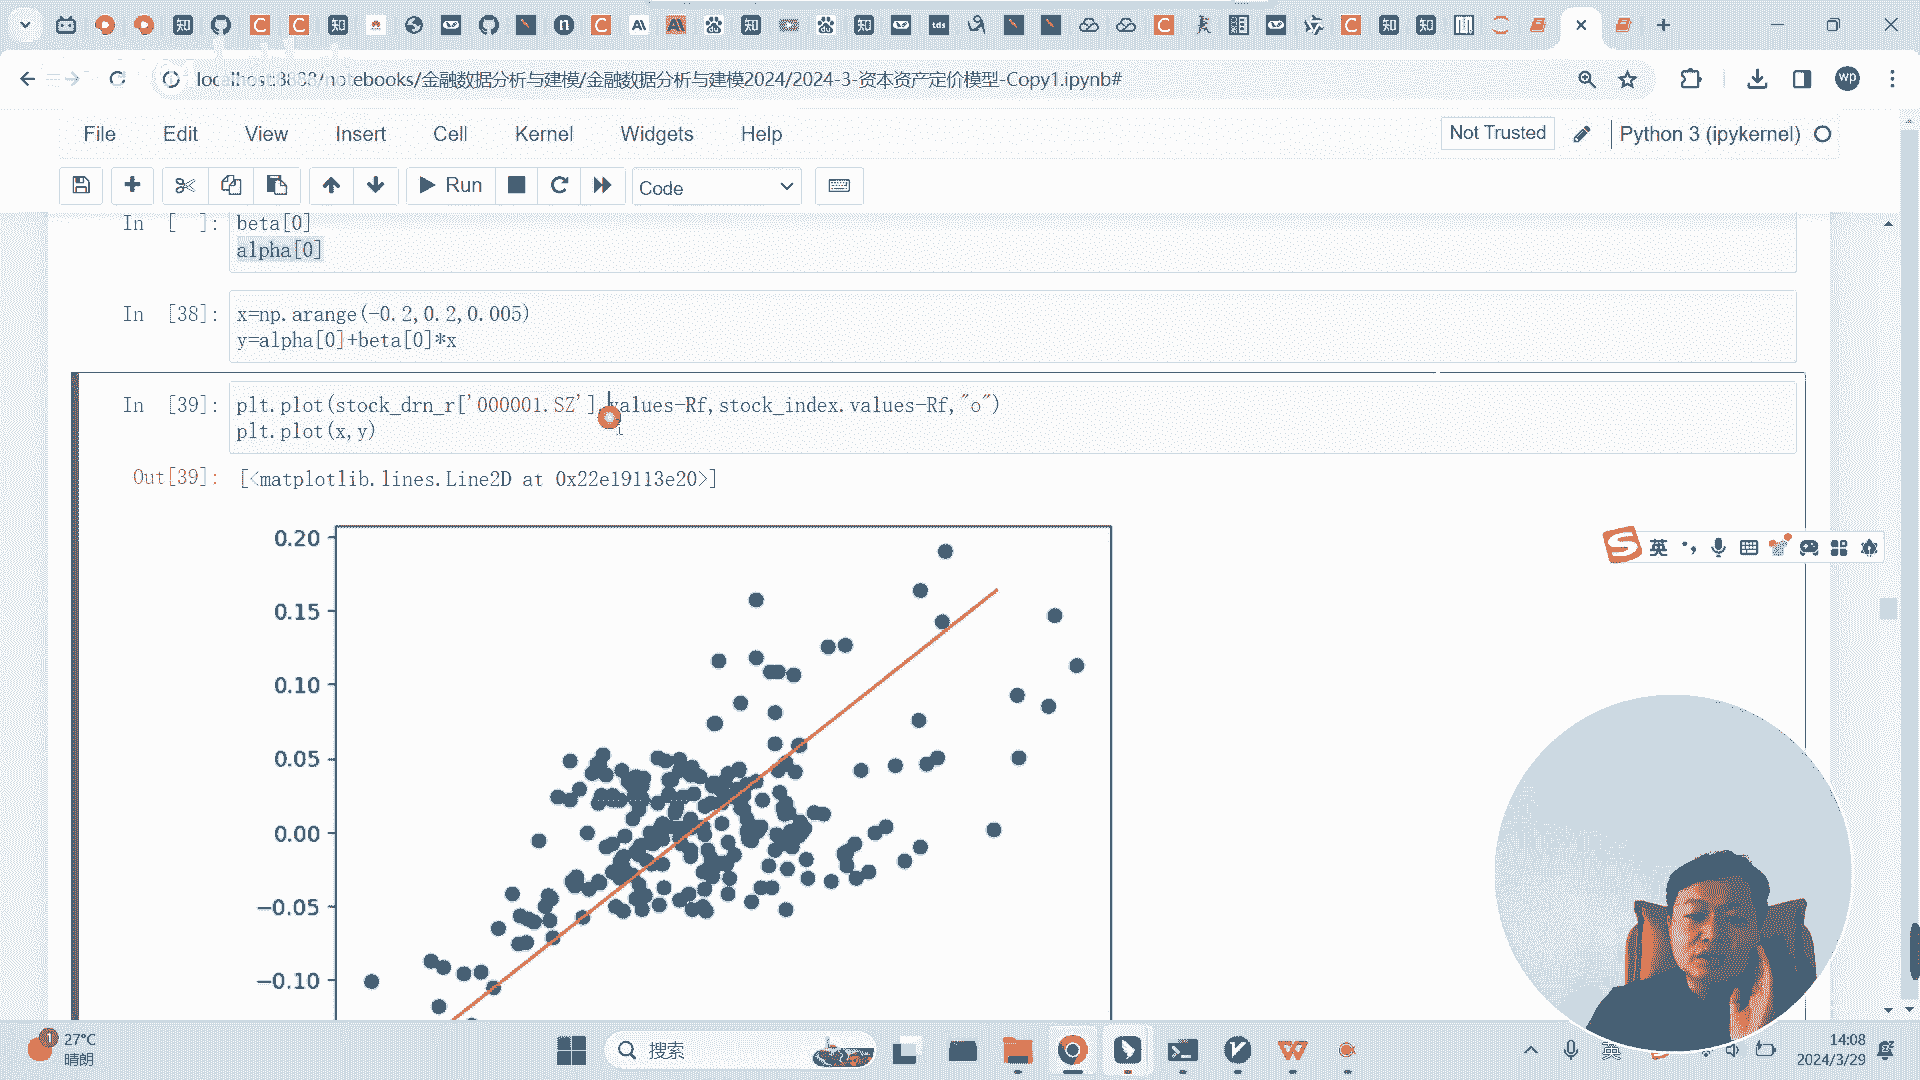 localhost:8888/notebooks/金融数据分析与建模/金融数据分析与建模2024/2024-3-资本资产定价模型-Copy1.ipynb#
wp
File Edit View Insert Cell Kernel Widgets Help
Not Trusted
Python 3 (ipykernel)
Run
Code
In [ ]:
beta[0]
alpha[0]
In [38]:
x=np.arange(-0.2,0.2,0.005)
y=alpha[0]+beta[0]*x
In [39]:
plt.plot(stock_drn_r['000001.SZ'].values-Rf,stock_index.values-Rf,"o")
plt.plot(x,y)
Out[39]:
[<matplotlib.lines.Line2D at 0x22e19113e20>]
0.20
0.15
0.10
0.05
0.00
−0.05
−0.10
英
1
27°C
晴朗
搜索
英
14:08
2024/3/29